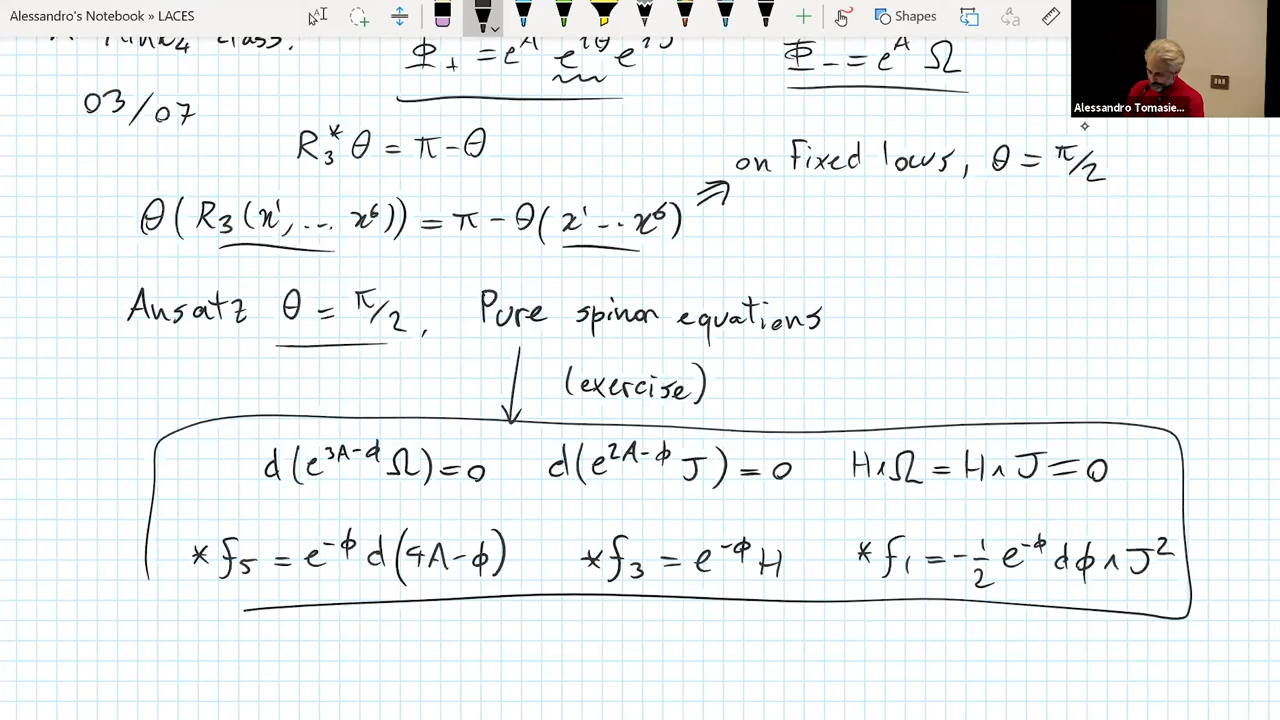 Alessandro's Notebook » LACES
Shapes
Mink4 class.
Φ+ = e^A e^{iθ} e^{iJ}
Φ- = e^A Ω
Alessandro Tomasie...
03/07
R3* θ = π-θ
on fixed locus, θ = π/2
θ(R3(x¹, ... x⁶)) = π - θ(x¹ ... x⁶) ⇒
Ansatz θ = π/2, Pure spinor equations
(exercise)
d(e^{3A-ϕ} Ω) = 0 d(e^{2A-ϕ} J) = 0 H∧Ω = H∧J = 0
*f5 = e^{-ϕ} d(4A-ϕ) *f3 = e^{-ϕ} H *f1 = -1/2 e^{-ϕ} dϕ∧J²